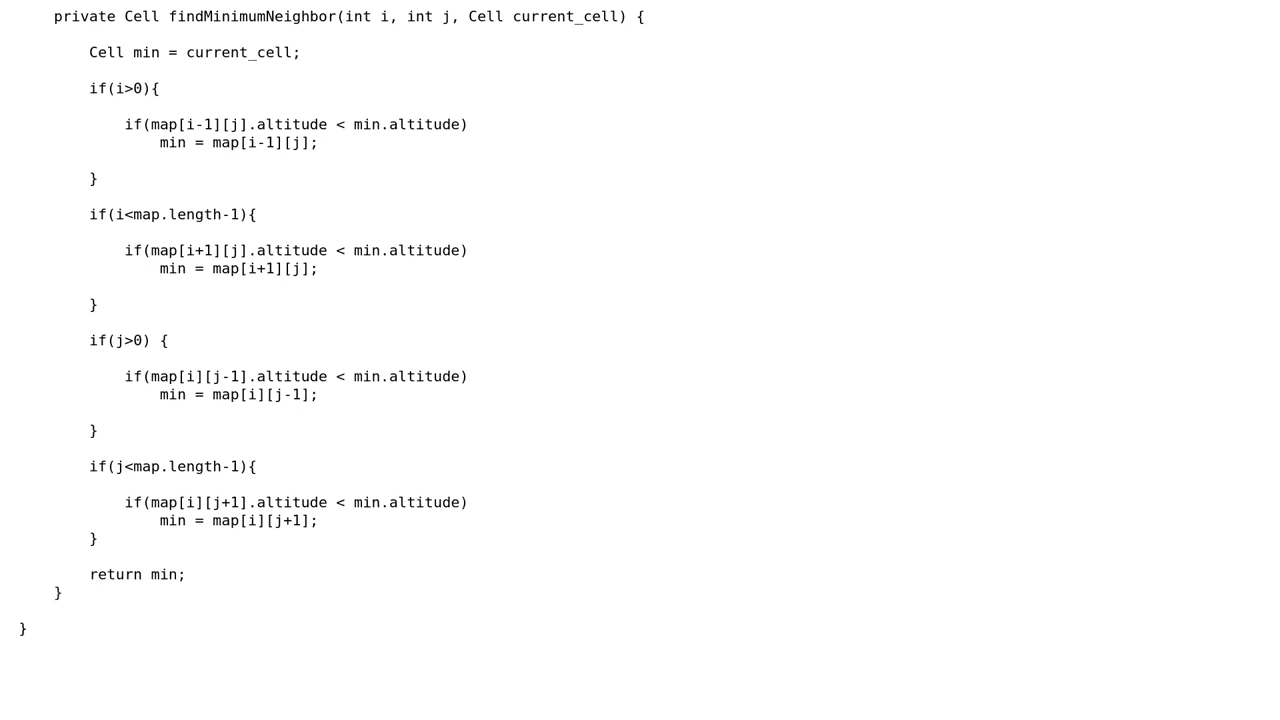 private Cell findMinimumNeighbor(int i, int j, Cell current_cell) {
Cell min = current_cell;
if(i>0){
if(map[i-1][j].altitude < min.altitude)
min = map[i-1][j];
}
if(i<map.length-1){
if(map[i+1][j].altitude < min.altitude)
min = map[i+1][j];
}
if(j>0) {
if(map[i][j-1].altitude < min.altitude)
min = map[i][j-1];
}
if(j<map.length-1){
if(map[i][j+1].altitude < min.altitude)
min = map[i][j+1];
}
return min;
}
}